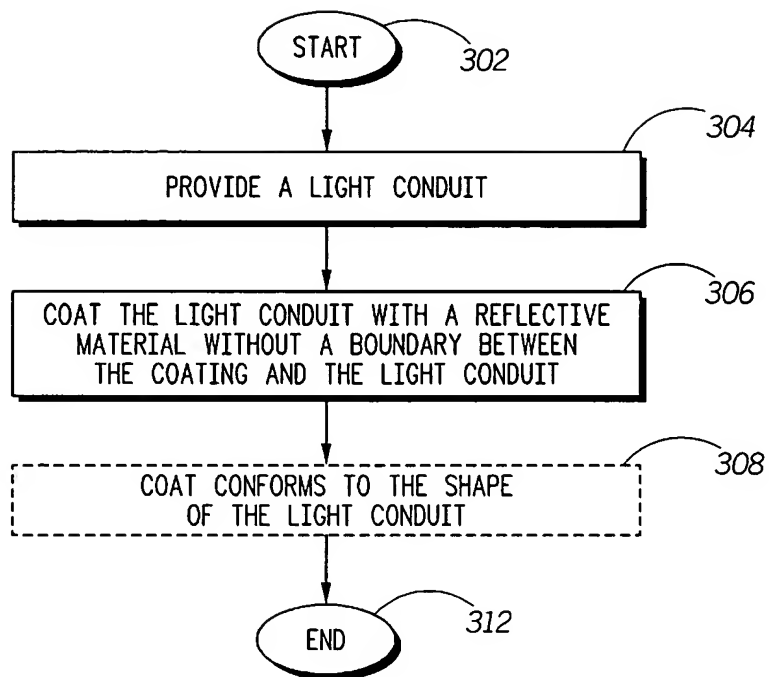 START
302
304
PROVIDE A LIGHT CONDUIT
306
COAT THE LIGHT CONDUIT WITH A REFLECTIVE
MATERIAL WITHOUT A BOUNDARY BETWEEN
THE COATING AND THE LIGHT CONDUIT
308
COAT CONFORMS TO THE SHAPE
OF THE LIGHT CONDUIT
END
312